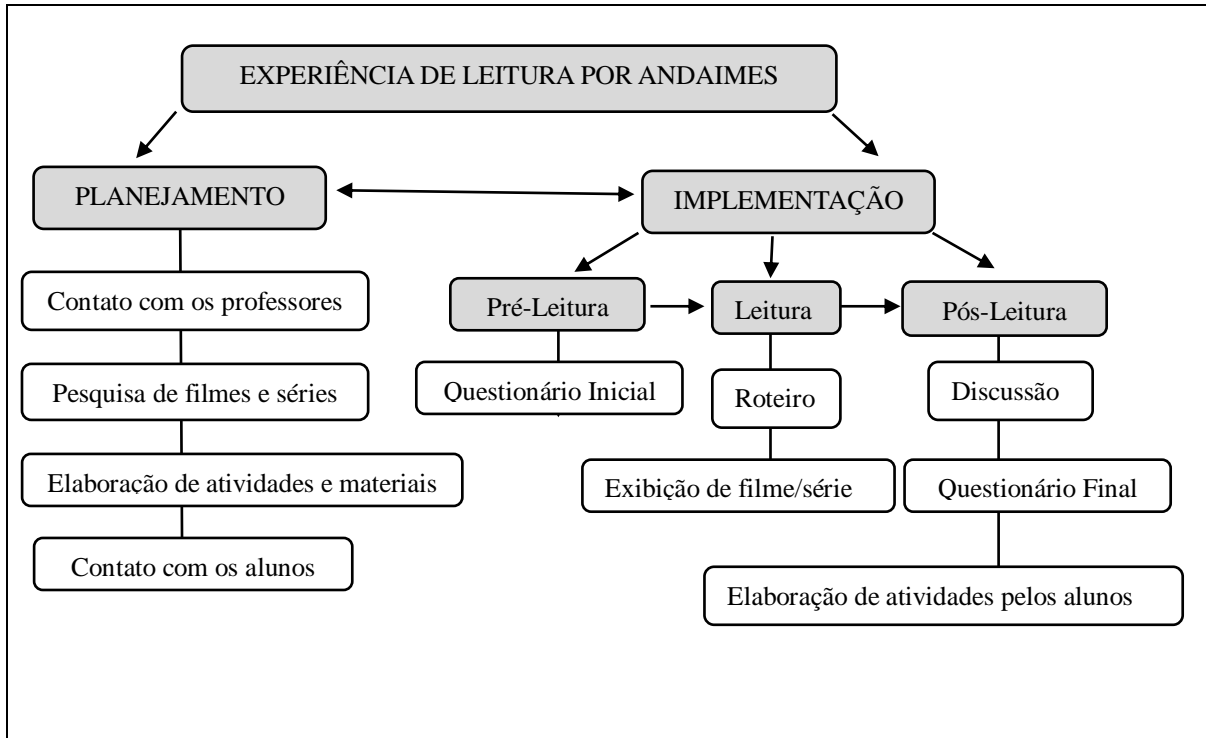 EXPERIÊNCIA DE LEITURA POR ANDAIMES
PLANEJAMENTO
IMPLEMENTAÇÃO
Contato com os professores
Pesquisa de filmes e séries
Elaboração de atividades e materiais
Contato com os alunos
Pré-Leitura
Questionário Inicial
Leitura
Roteiro
Exibição de filme/série
Pós-Leitura
Discussão
Questionário Final
Elaboração de atividades pelos alunos